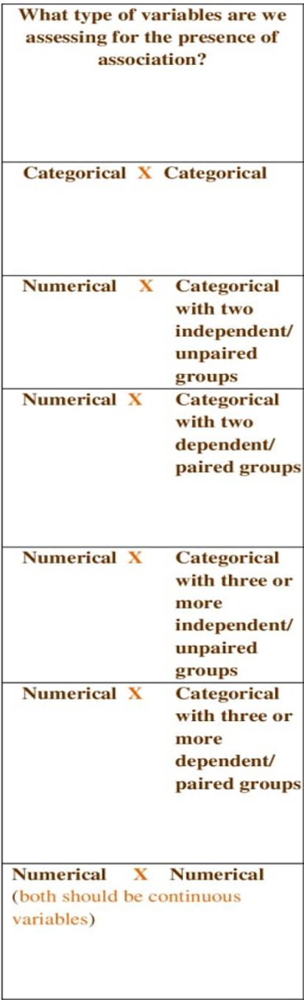 What type of variables are we
assessing for the presence of
association?
Categorical X Categorical
Numerical X Categorical
with two
independent/
unpaired
groups
Numerical X Categorical
with two
dependent/
paired groups
Numerical X Categorical
with three or
more
independent/
unpaired
groups
Numerical X Categorical
with three or
more
dependent/
paired groups
Numerical X Numerical
(both should be continuous
variables)